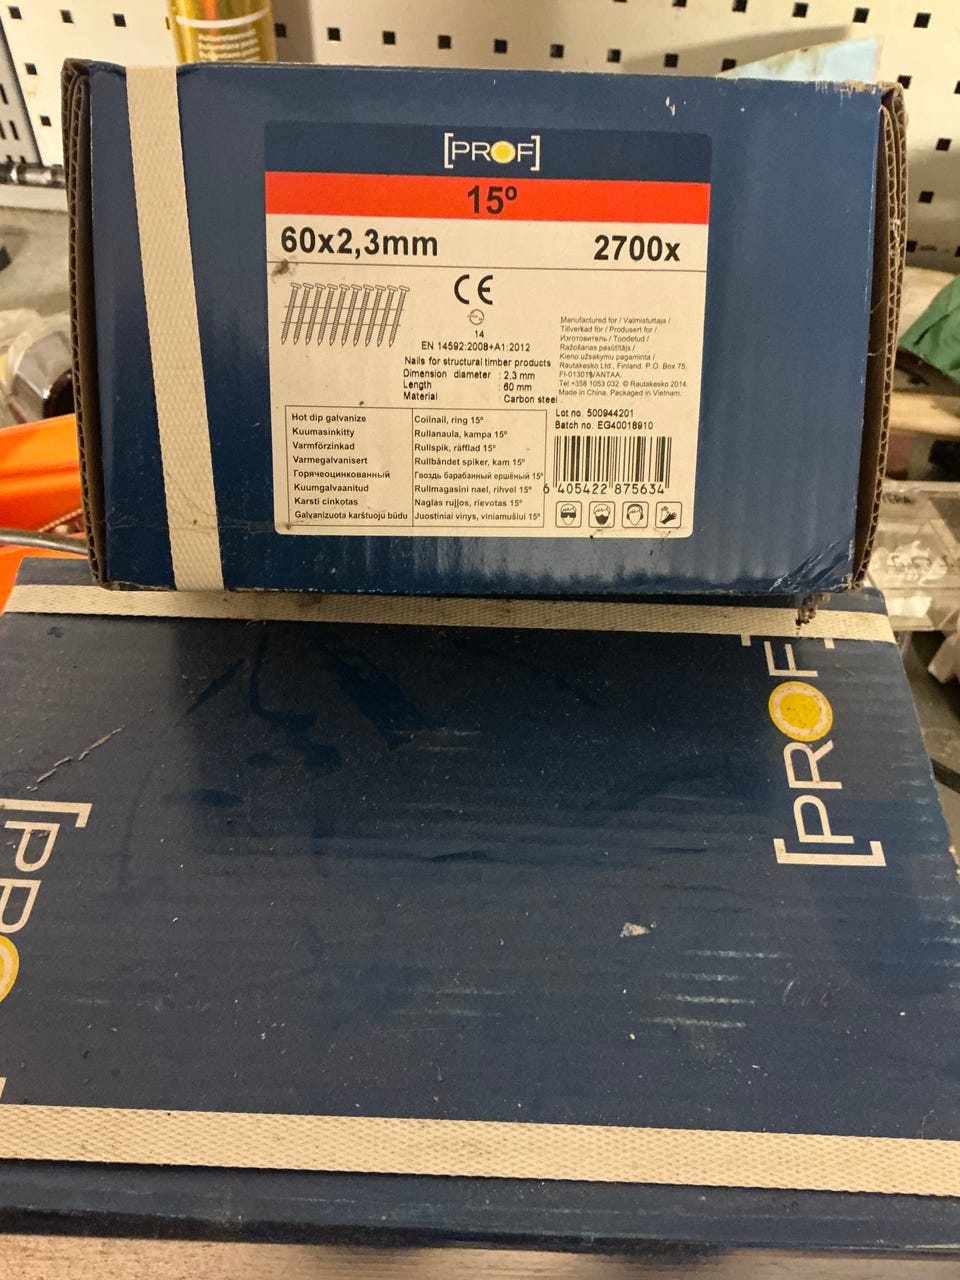 [PROF]
15º
60x2,3mm
2700x
CE
14
EN 14592:2008+A1:2012
Nails for structural timber products
Dimension diameter : 2,3 mm
Length : 60 mm
Material : Carbon steel
Manufactured for / Valmistuttaja /
Tillverkad för / Produsert for /
Изготовитель / Toodetud /
Ražošanas pasūtītājs /
Kieno užsakymu pagaminta /
Rautakesko Ltd., Finland. P.O. Box 75,
FI-01301VANTAA.
Tel.+358 1053 032. © Rautakesko 2014.
Made in China. Packaged in Vietnam.
Lot no. 500944201
Batch no. EG40018910
Hot dip galvanize
Coilnail, ring 15º
Kuumasinkitty
Rullanaula, kampa 15º
Varmförzinkad
Rullspik, räfflad 15º
Varmegalvanisert
Rullbåndet spiker, kam 15º
Горячеоцинкованный
Гвоздь барабанный ершёный 15º
Kuumgalvaanitud
Rullmagasini nael, rihvel 15º
Karsti cinkotas
Naglas ruļļos, rievotas 15º
Galvanizuota karštuoju būdu
Juostiniai vinys, viniamušiui 15º
6 405422 875634
[PROF]
[PRO